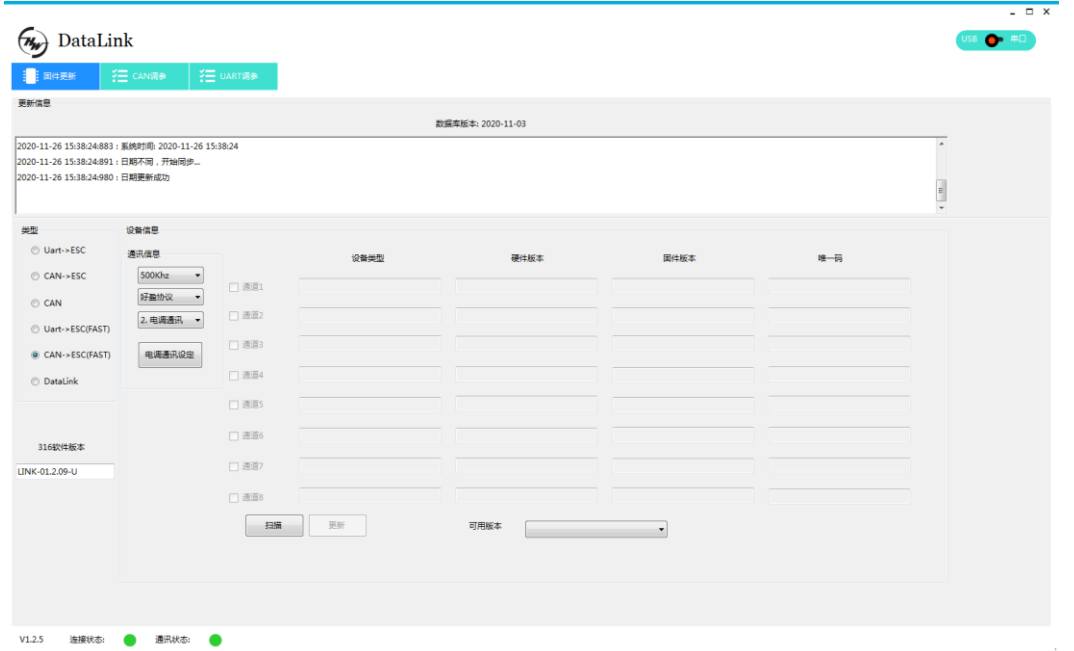 DataLink
USB 串口
固件更新 CAN调参 UART调参
更新信息
数据库版本: 2020-11-03
2020-11-26 15:38:24:883 : 系统时间: 2020-11-26 15:38:24
2020-11-26 15:38:24:891 : 日期不同，开始同步...
2020-11-26 15:38:24:980 : 日期更新成功
类型
Uart->ESC
CAN->ESC
CAN
Uart->ESC(FAST)
CAN->ESC(FAST)
DataLink
316软件版本
LINK-01.2.09-U
设备信息
通讯信息
500Khz
好盈协议
2. 电调通讯
电调通讯设定
设备类型 硬件版本 固件版本 唯一码
通道1
通道2
通道3
通道4
通道5
通道6
通道7
通道8
扫描 更新 可用版本
V1.2.5 连接状态: 通讯状态: